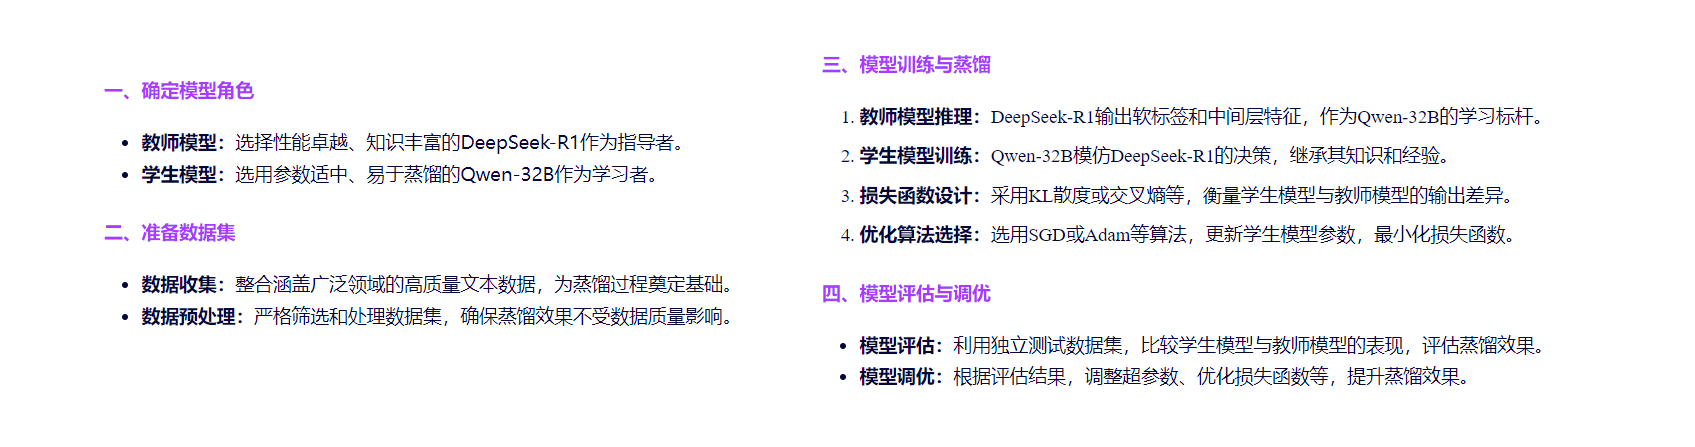 一、确定模型角色
• 教师模型：选择性能卓越、知识丰富的DeepSeek-R1作为指导者。
• 学生模型：选用参数适中、易于蒸馏的Qwen-32B作为学习者。
二、准备数据集
• 数据收集：整合涵盖广泛领域的高质量文本数据，为蒸馏过程奠定基础。
• 数据预处理：严格筛选和处理数据集，确保蒸馏效果不受数据质量影响。
三、模型训练与蒸馏
1. 教师模型推理：DeepSeek-R1输出软标签和中间层特征，作为Qwen-32B的学习标杆。
2. 学生模型训练：Qwen-32B模仿DeepSeek-R1的决策，继承其知识和经验。
3. 损失函数设计：采用KL散度或交叉熵等，衡量学生模型与教师模型的输出差异。
4. 优化算法选择：选用SGD或Adam等算法，更新学生模型参数，最小化损失函数。
四、模型评估与调优
• 模型评估：利用独立测试数据集，比较学生模型与教师模型的表现，评估蒸馏效果。
• 模型调优：根据评估结果，调整超参数、优化损失函数等，提升蒸馏效果。